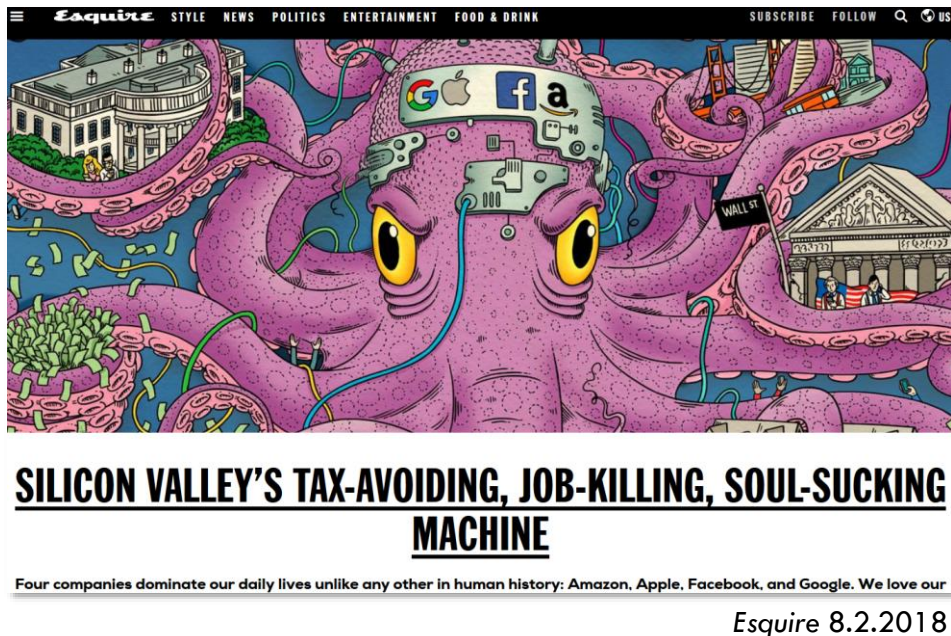 Esquire STYLE NEWS POLITICS ENTERTAINMENT FOOD & DRINK SUBSCRIBE FOLLOW US
G f a
WALL ST.
SILICON VALLEY'S TAX-AVOIDING, JOB-KILLING, SOUL-SUCKING
MACHINE
Four companies dominate our daily lives unlike any other in human history: Amazon, Apple, Facebook, and Google. We love our
Esquire 8.2.2018